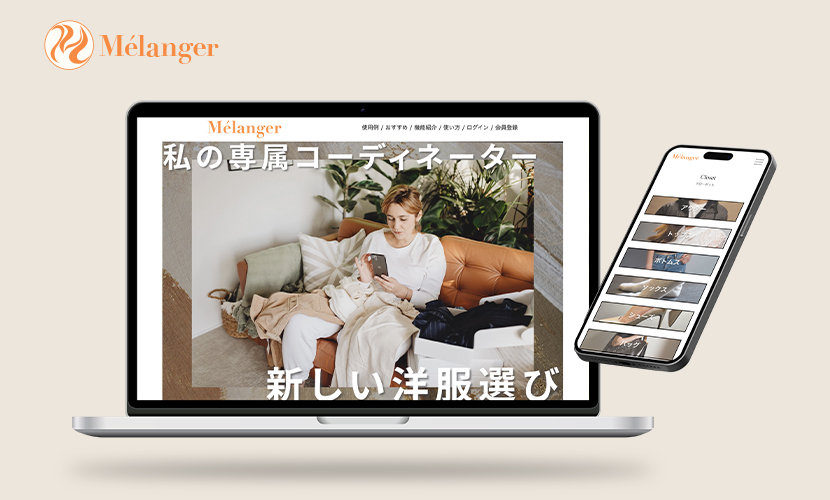 Mélanger
Mélanger
使用例 / おすすめ / 機能紹介 / 使い方 / ログイン / 会員登録
私の専属コーディネーター
新しい洋服選び
Mélanger
Closet
アウター
トップス
ボトムス
ソックス
シューズ
バッグ